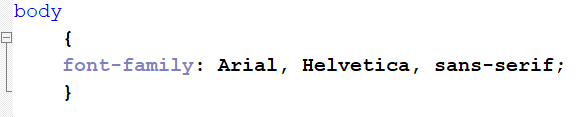 body
{
font-family: Arial, Helvetica, sans-serif;
}